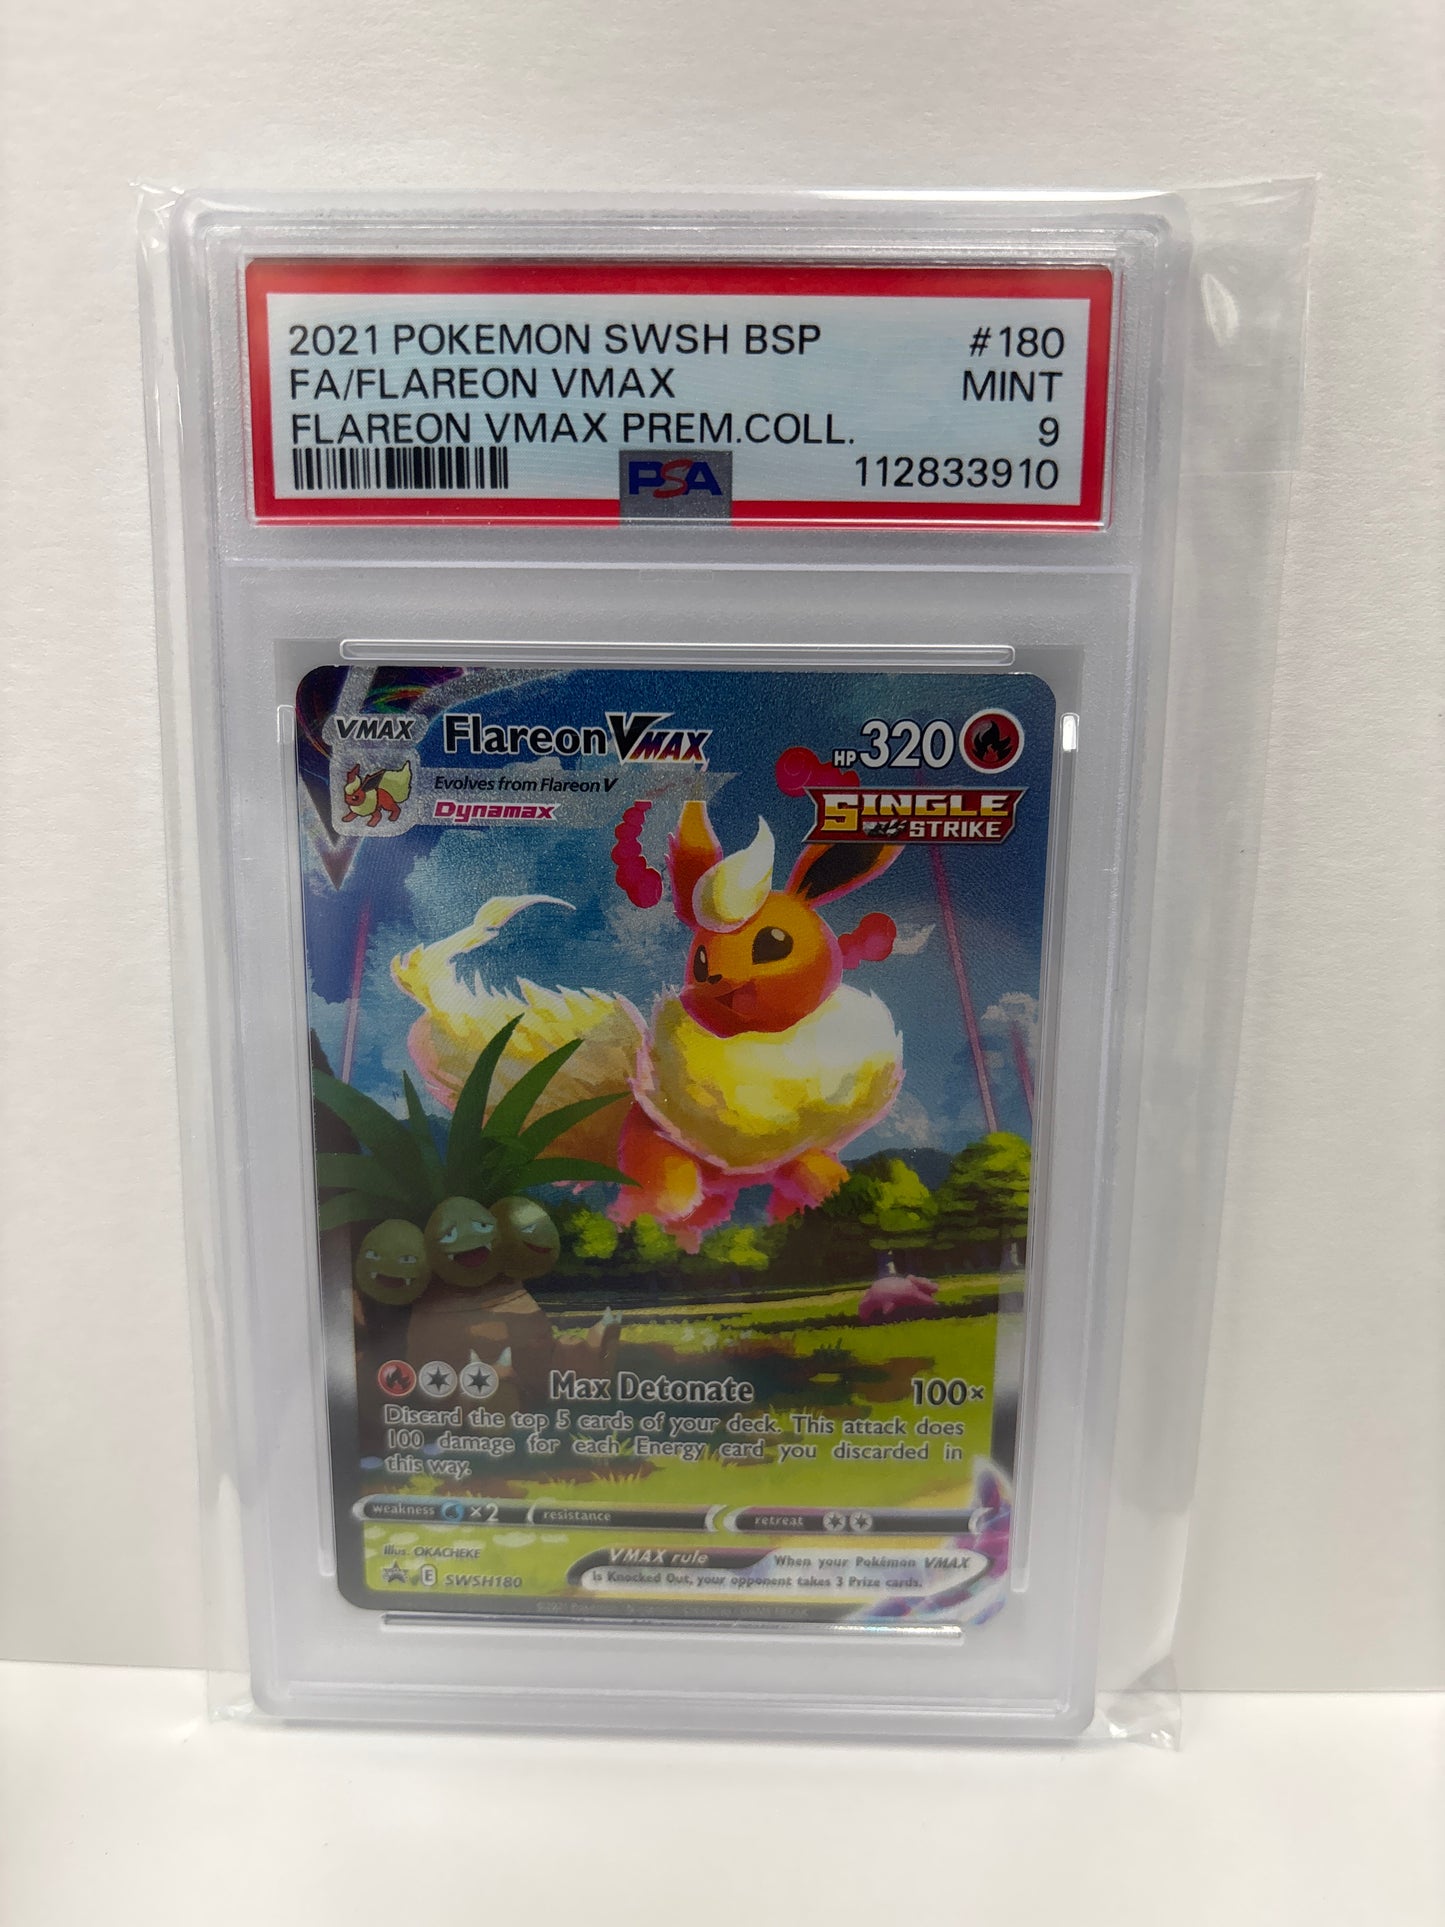 2021 POKEMON SWSH BSP #180
FA/FLAREON VMAX MINT
FLAREON VMAX PREM.COLL. 9
PSA 112833910
VMAX Flareon VMAX HP 320
Evolves from Flareon V
Dynamax
SINGLE
STRIKE
Max Detonate 100×
Discard the top 5 cards of your deck. This attack does
100 damage for each Energy card you discarded in
this way.
weakness ×2 resistance retreat
Illus. OKACHEKE
E SWSH180
VMAX rule When your Pokémon VMAX
is Knocked Out, your opponent takes 3 Prize cards.